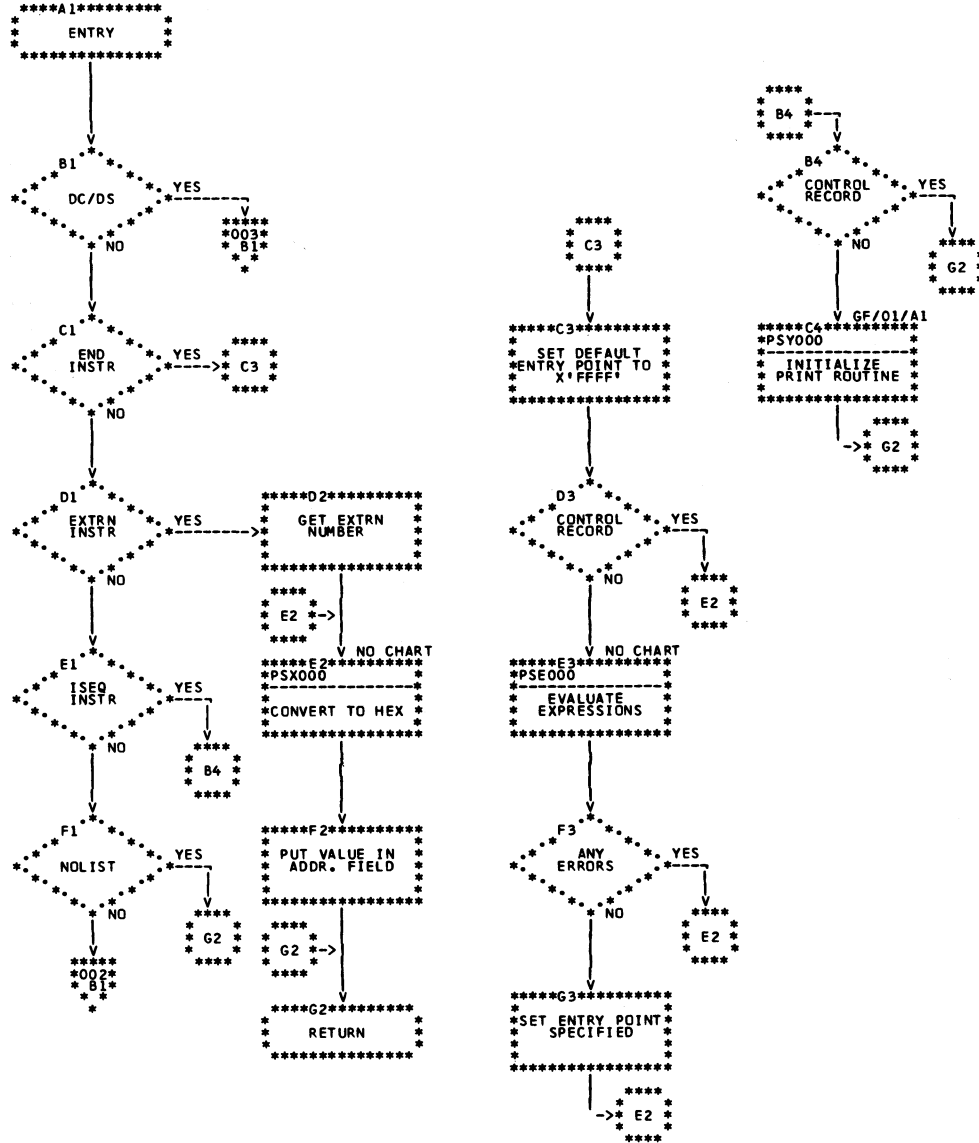 A1
ENTRY
B1
DC/DS
YES
003
B1
NO
C1
END
INSTR
YES
C3
NO
D1
EXTRN
INSTR
YES
NO
E1
ISEQ
INSTR
YES
B4
NO
F1
NOLIST
YES
G2
NO
002
B1
D2
GET EXTRN
NUMBER
E2
NO CHART
E2
PSX000
CONVERT TO HEX
F2
PUT VALUE IN
ADDR. FIELD
G2
G2
RETURN
C3
C3
SET DEFAULT
ENTRY POINT TO
X'FFFF'
D3
CONTROL
RECORD
YES
E2
NO
NO CHART
E3
PSE000
EVALUATE
EXPRESSIONS
F3
ANY
ERRORS
YES
E2
NO
G3
SET ENTRY POINT
SPECIFIED
E2
B4
B4
CONTROL
RECORD
YES
G2
NO
GF/01/A1
C4
PSY000
INITIALIZE
PRINT ROUTINE
G2